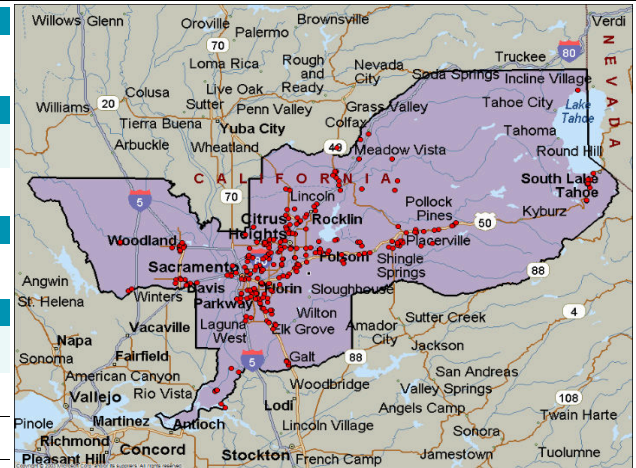 Willows Glenn
Oroville
Brownsville
Verdi
Palermo
70
80
Loma Rica
Rough
and
Ready
Nevada
City
Truckee
Soda Springs
Incline Village
NEVADA
Colusa
Live Oak
Williams
20
Sutter
Penn Valley
Grass Valley
Tahoe City
Lake
Tahoe
Tierra Buena
Yuba City
Colfax
Tahoma
Arbuckle
Wheatland
49
Meadow Vista
Round Hill
CALIFORNIA
South Lake
Tahoe
5
70
Lincoln
Pollock
Pines
Kyburz
Citrus
Heights
Rocklin
50
Woodland
Placerville
Sacramento
Folsom
Shingle
Springs
88
Angwin
St. Helena
Winters
Davis
Florin
Sloughhouse
Parkway
Wilton
Sutter Creek
4
Vacaville
Laguna
West
Elk Grove
Amador
City
Napa
Jackson
Sonoma
Fairfield
5
Galt
88
San Andreas
American Canyon
Woodbridge
Valley Springs
Vallejo
Rio Vista
Lodi
Angels Camp
108
Twain Harte
Pinole
Martinez
Antioch
Lincoln Village
Sonora
Richmond
Concord
Pleasant Hill
Stockton
French Camp
Jamestown
Tuolumne